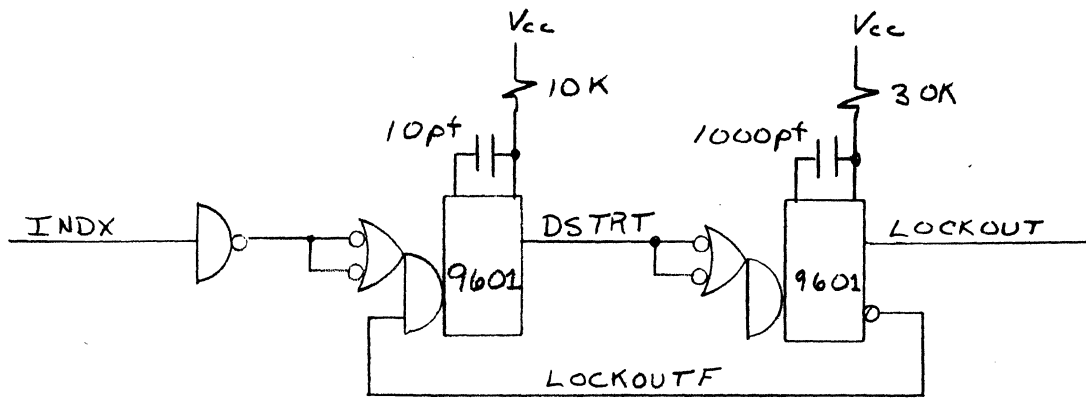 Vcc
Vcc
10K
30K
10pf
1000pf
INDX
DSTRT
LOCKOUT
9601
9601
LOCKOUTF